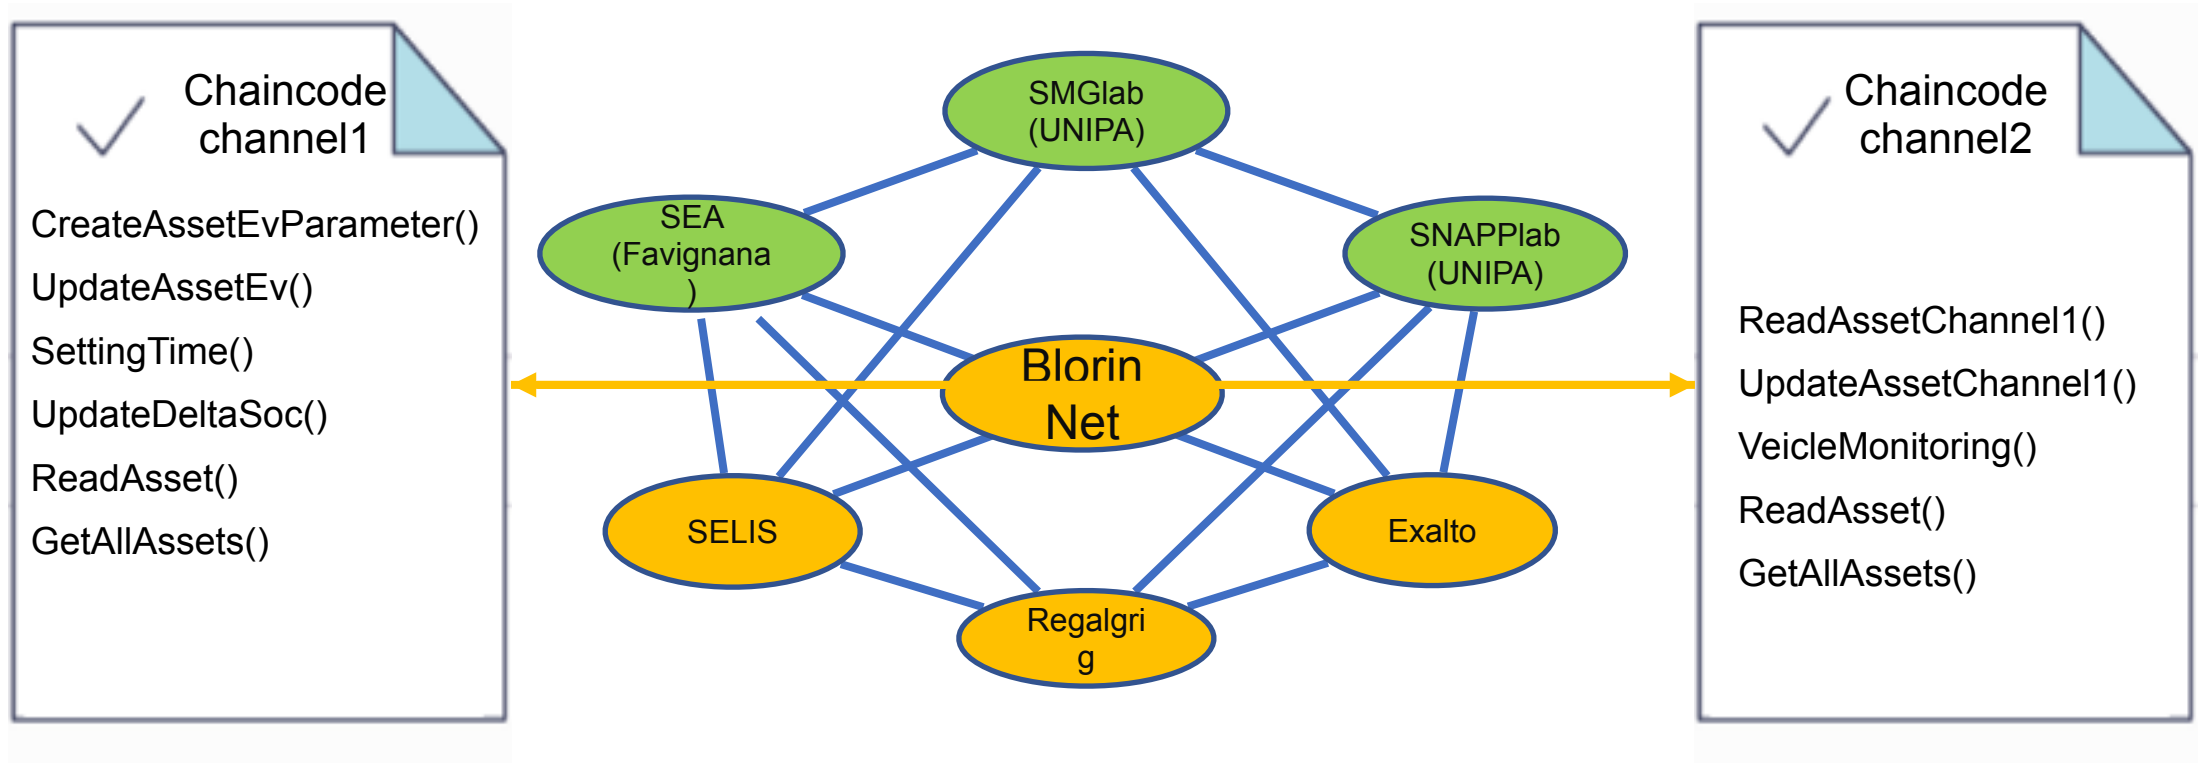 Chaincode
channel1
CreateAssetEvParameter()
UpdateAssetEv()
SettingTime()
UpdateDeltaSoc()
ReadAsset()
GetAllAssets()
SMGlab
(UNIPA)
SEA
(Favignana
)
SNAPPlab
(UNIPA)
Blorin
Net
SELIS
Exalto
Regalgri
g
Chaincode
channel2
ReadAssetChannel1()
UpdateAssetChannel1()
VeicleMonitoring()
ReadAsset()
GetAllAssets()